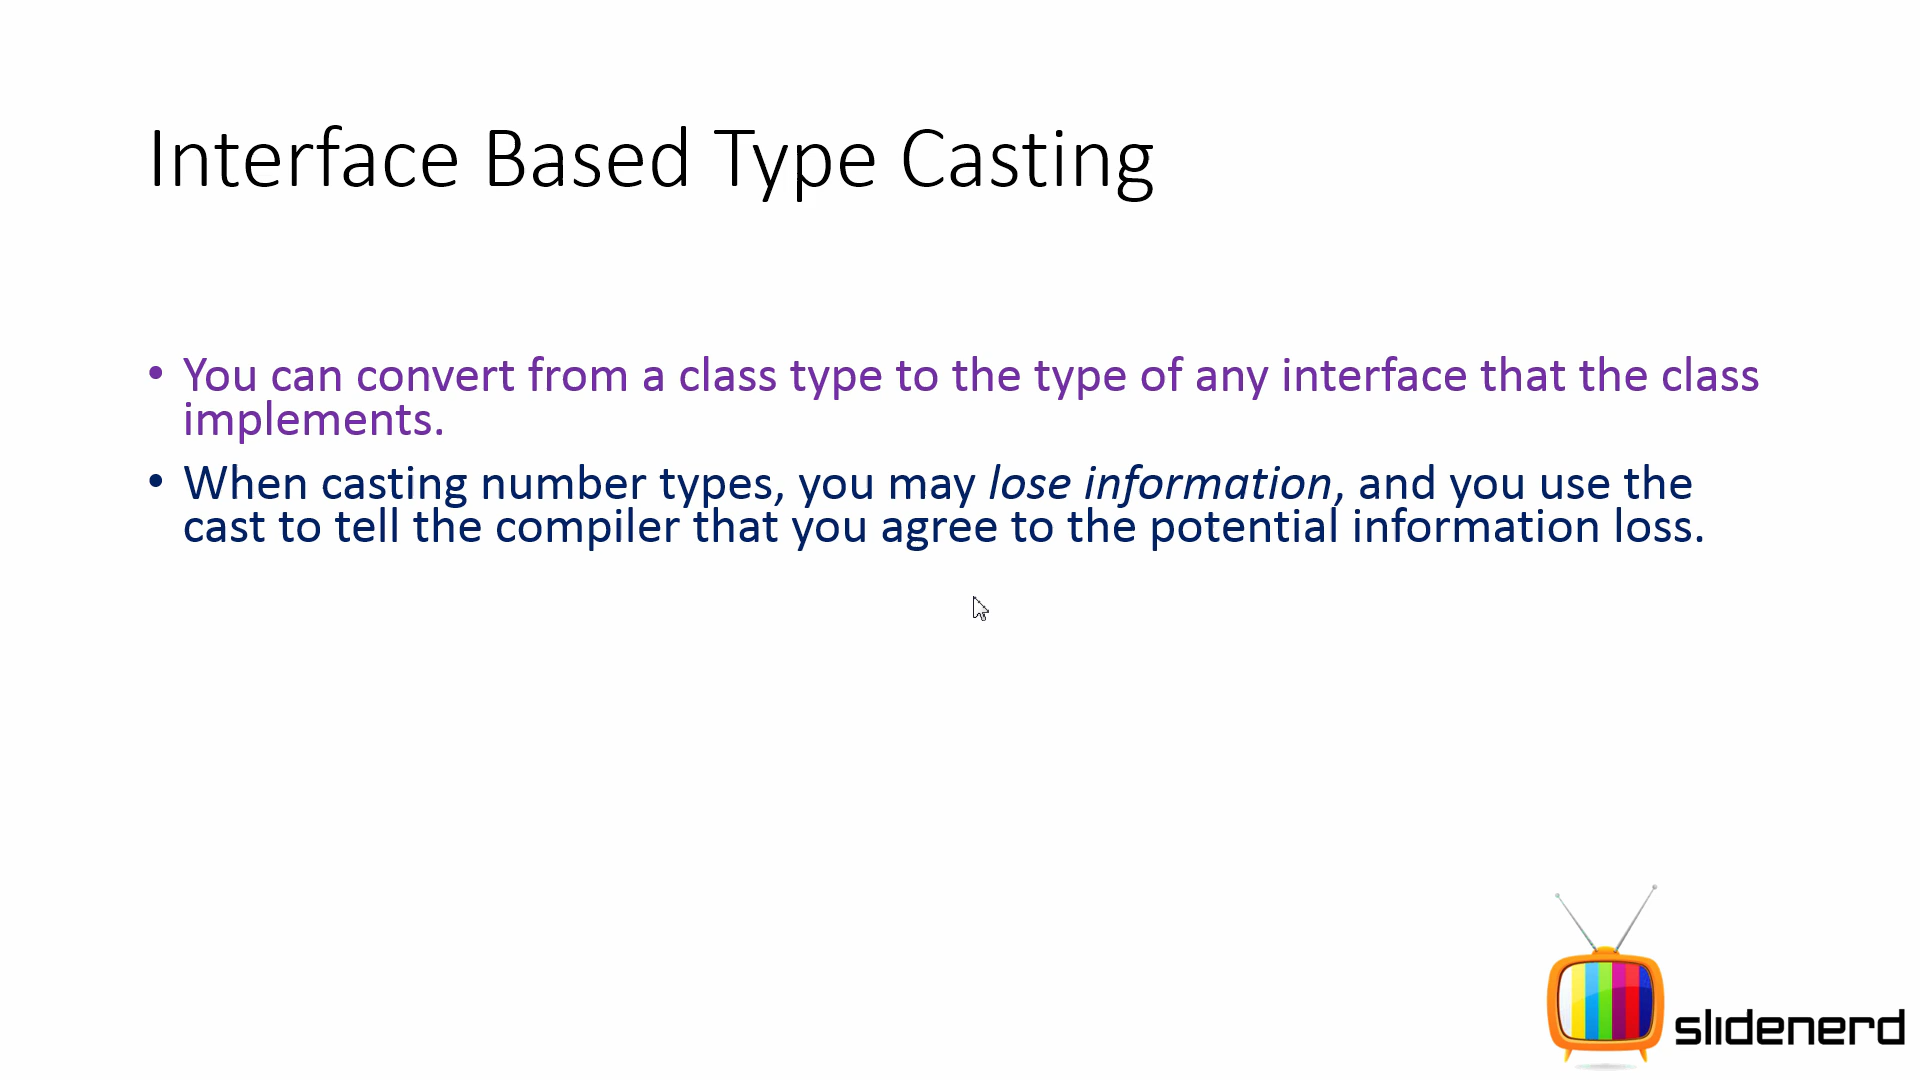 Interface Based Type Casting
• You can convert from a class type to the type of any interface that the class
implements.
• When casting number types, you may lose information, and you use the
cast to tell the compiler that you agree to the potential information loss.
slidenerd